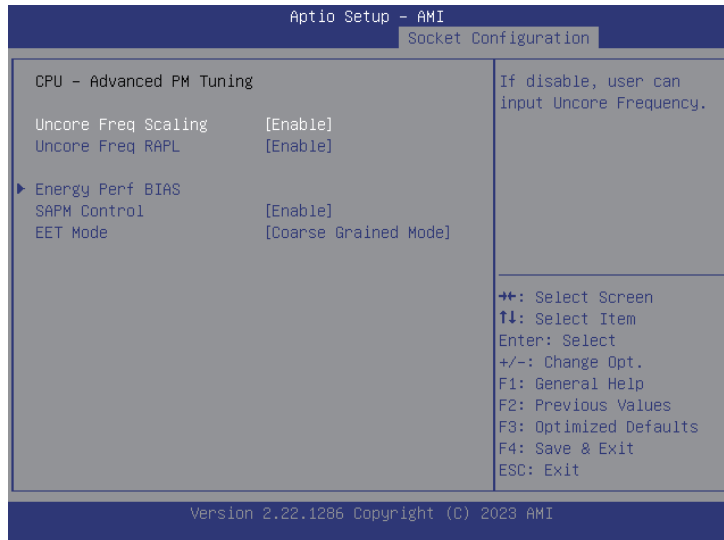 Aptio Setup – AMI
Socket Configuration
CPU – Advanced PM Tuning
Uncore Freq Scaling [Enable]
Uncore Freq RAPL [Enable]
Energy Perf BIAS
SAPM Control [Enable]
EET Mode [Coarse Grained Mode]
If disable, user can
input Uncore Frequency.
→←: Select Screen
↑↓: Select Item
Enter: Select
+/-: Change Opt.
F1: General Help
F2: Previous Values
F3: Optimized Defaults
F4: Save & Exit
ESC: Exit
Version 2.22.1286 Copyright (C) 2023 AMI